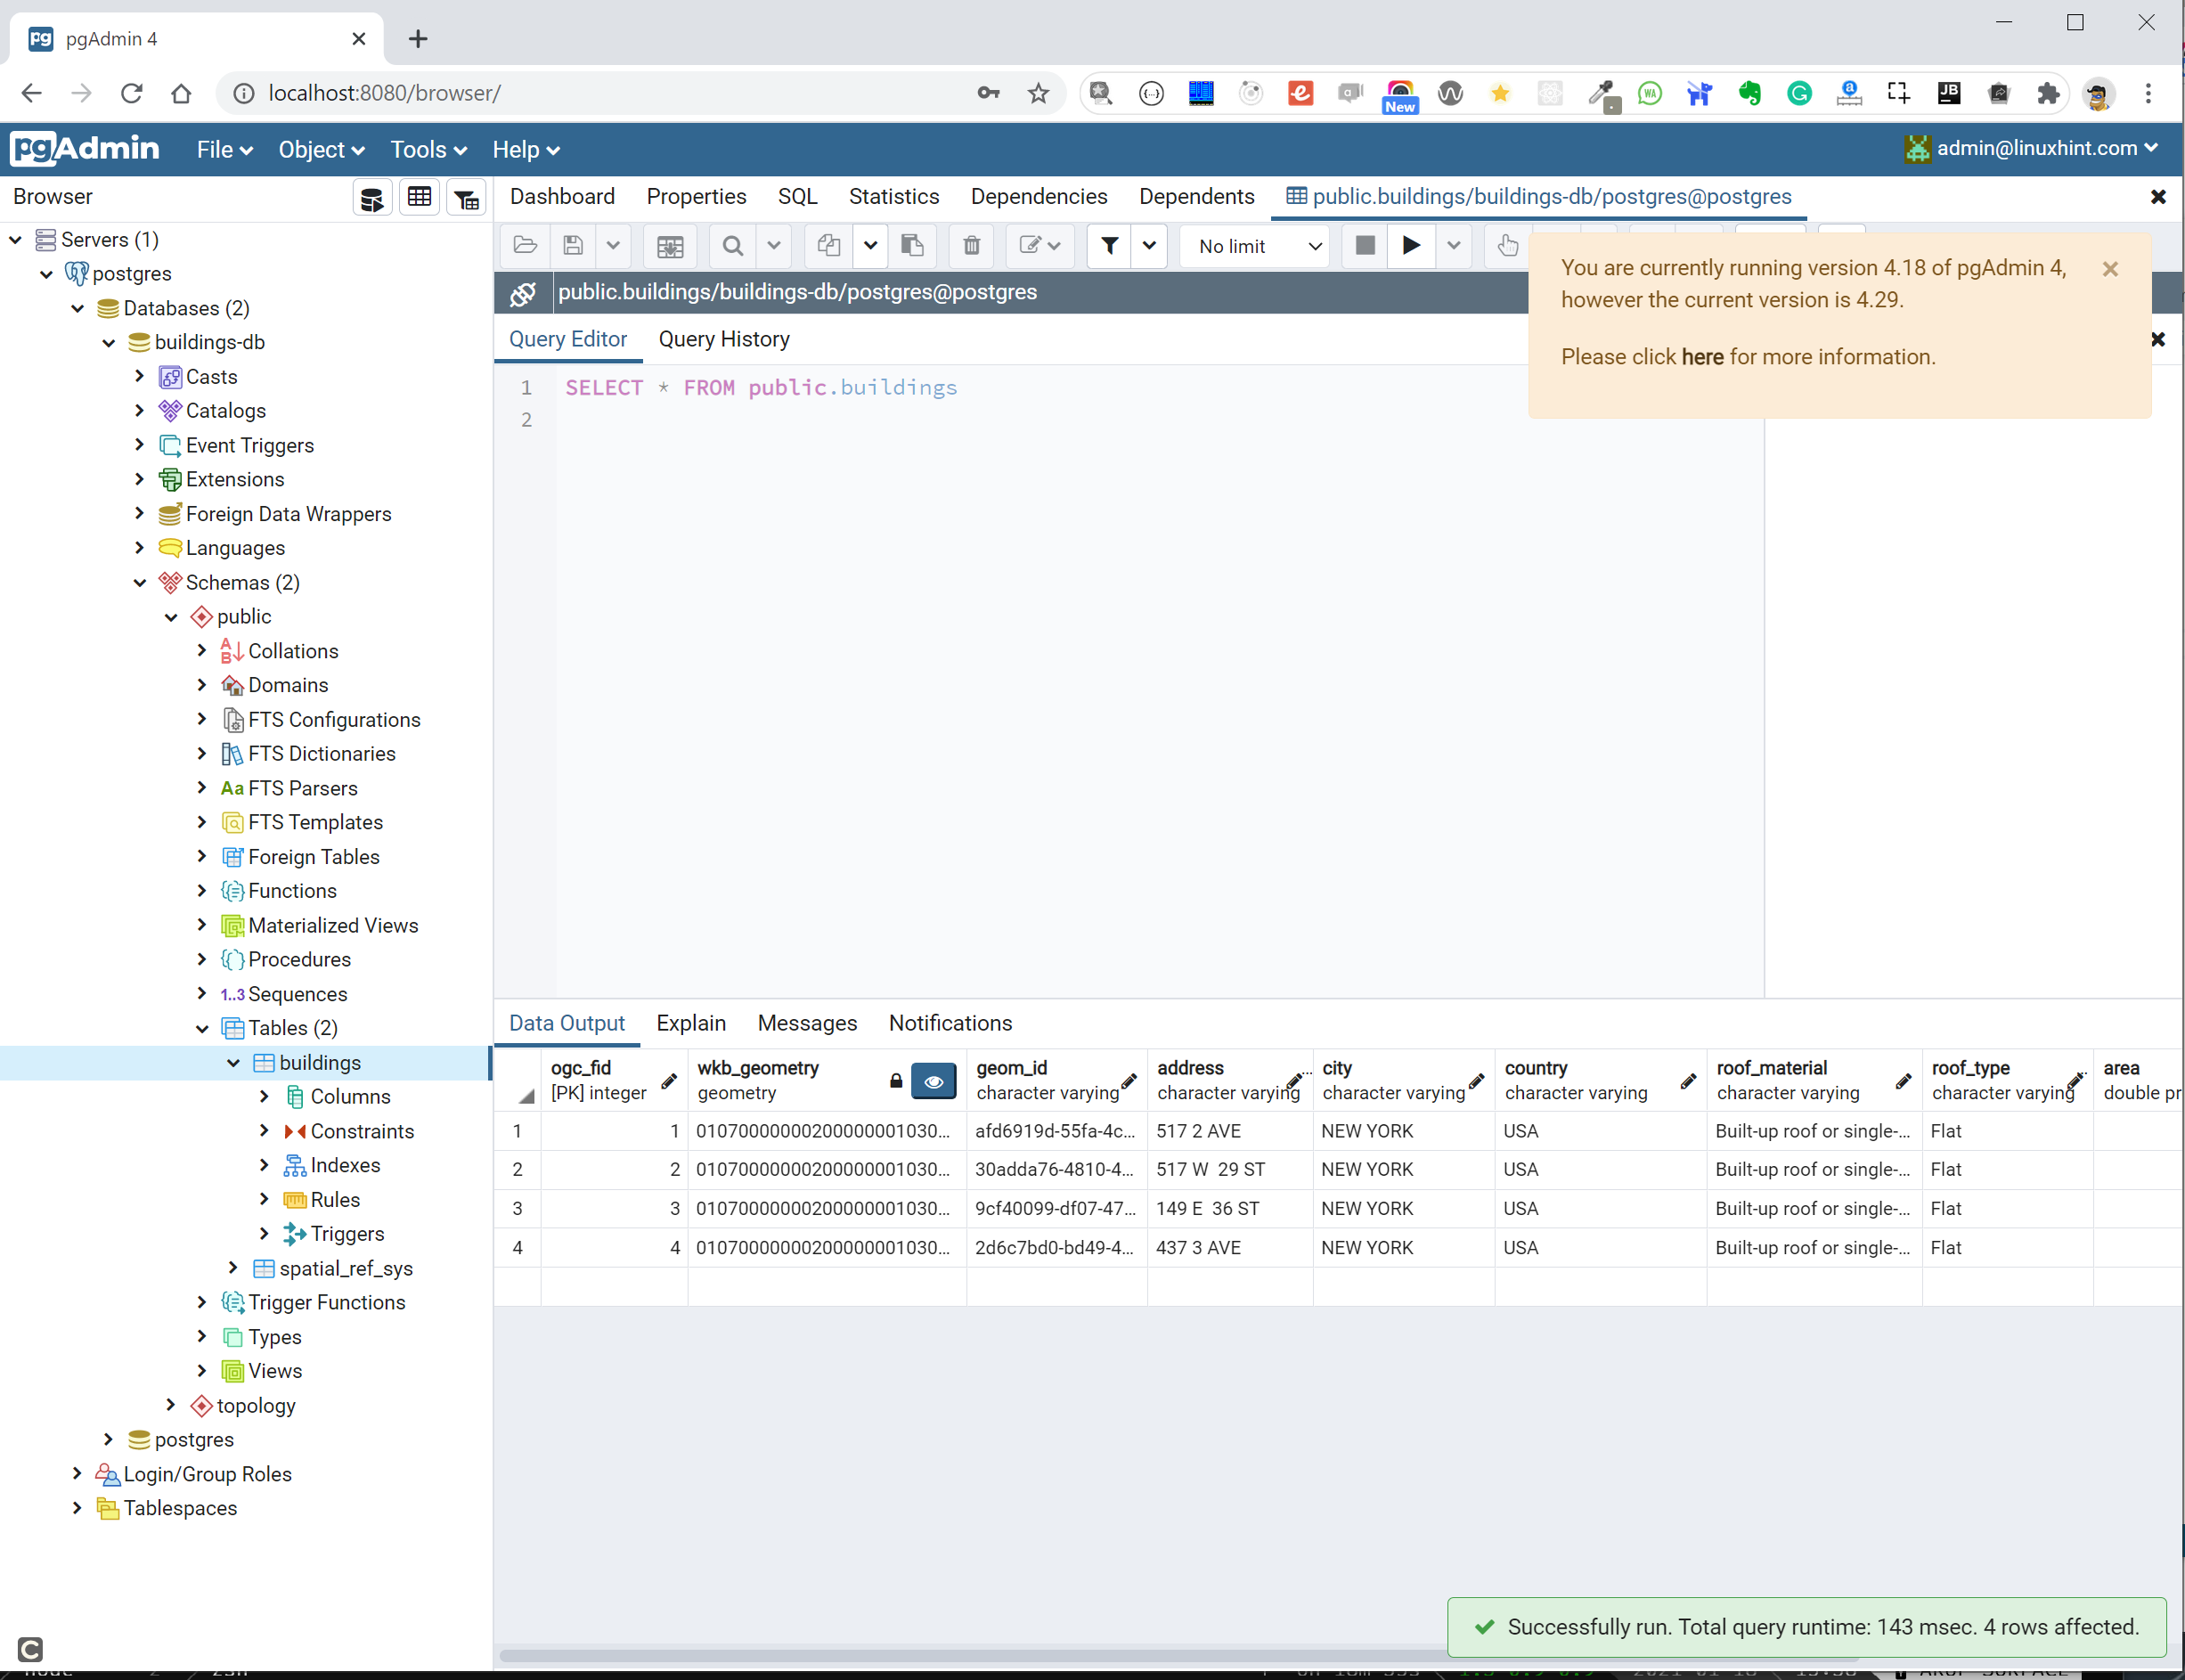 pgAdmin 4
localhost:8080/browser/
New
pgAdmin File Object Tools Help admin@linuxhint.com
Browser
Dashboard Properties SQL Statistics Dependencies Dependents public.buildings/buildings-db/postgres@postgres
No limit
public.buildings/buildings-db/postgres@postgres
You are currently running version 4.18 of pgAdmin 4,
however the current version is 4.29.
Please click here for more information.
Query Editor Query History
1 SELECT * FROM public.buildings
2
Servers (1)
postgres
Databases (2)
buildings-db
Casts
Catalogs
Event Triggers
Extensions
Foreign Data Wrappers
Languages
Schemas (2)
public
Collations
Domains
FTS Configurations
FTS Dictionaries
Aa FTS Parsers
FTS Templates
Foreign Tables
Functions
Materialized Views
Procedures
1..3 Sequences
Tables (2)
buildings
Columns
Constraints
Indexes
Rules
Triggers
spatial_ref_sys
Trigger Functions
Types
Views
topology
postgres
Login/Group Roles
Tablespaces
Data Output Explain Messages Notifications
ogc_fid wkb_geometry geom_id address city country roof_material roof_type area
[PK] integer geometry character varying character varying character varying character varying character varying character varying double pr
1 1 01070000000200000001030... afd6919d-55fa-4c... 517 2 AVE NEW YORK USA Built-up roof or single-... Flat
2 2 01070000000200000001030... 30adda76-4810-4... 517 W 29 ST NEW YORK USA Built-up roof or single-... Flat
3 3 01070000000200000001030... 9cf40099-df07-47... 149 E 36 ST NEW YORK USA Built-up roof or single-... Flat
4 4 01070000000200000001030... 2d6c7bd0-bd49-4... 437 3 AVE NEW YORK USA Built-up roof or single-... Flat
Successfully run. Total query runtime: 143 msec. 4 rows affected.